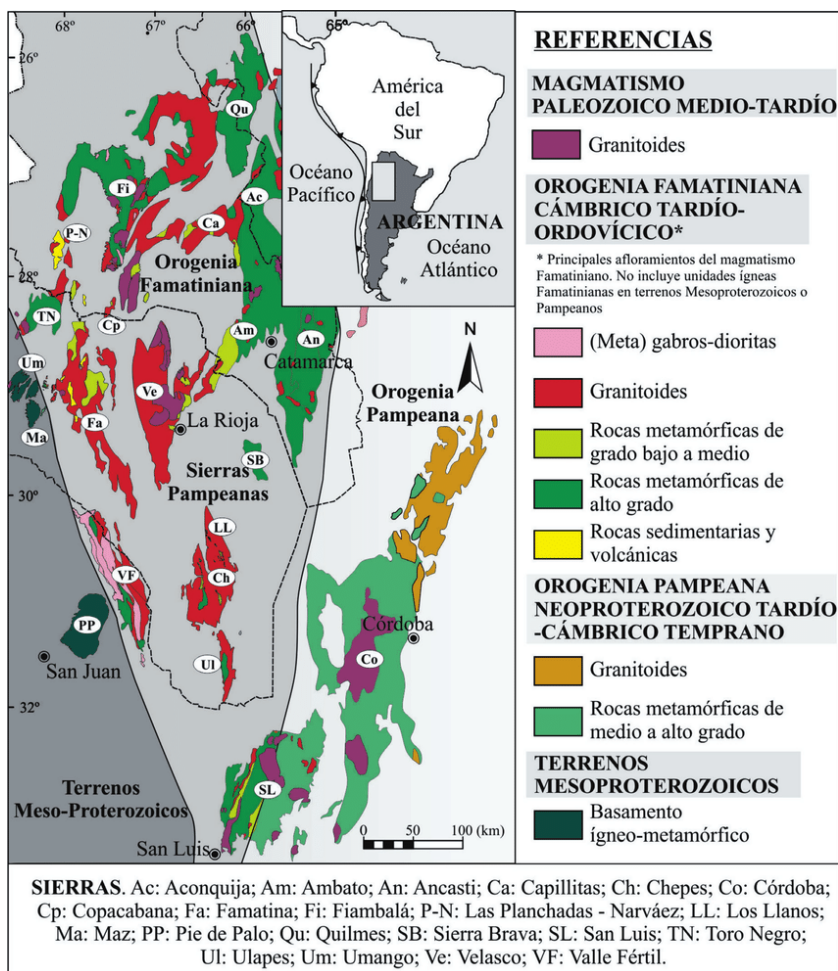 68º
67º
66º
65º
26º
28º
30º
32º
Qu
Fi
Ac
Ca
P-N
Orogenia
Famatiniana
TN
Cp
Am
An
Catamarca
Um
Ve
Ma
Fa
La Rioja
SB
Sierras
Pampeanas
LL
Ch
VF
PP
San Juan
Ul
Orogenia
Pampeana
N
Córdoba
Co
Terrenos
Meso-Proterozoicos
SL
San Luis
0 50 100 (km)
América
del
Sur
Océano
Pacífico
ARGENTINA
Océano
Atlántico
REFERENCIAS
MAGMATISMO
PALEOZOICO MEDIO-TARDÍO
Granitoides
OROGENIA FAMATINIANA
CÁMBRICO TARDÍO-
ORDOVÍCICO*
* Principales afloramientos del magmatismo
Famatiniano. No incluye unidades ígneas
Famatinianas en terrenos Mesoproterozoicos o
Pampeanos
(Meta) gabros-dioritas
Granitoides
Rocas metamórficas de
grado bajo a medio
Rocas metamórficas de
alto grado
Rocas sedimentarias y
volcánicas
OROGENIA PAMPEANA
NEOPROTEROZOICO TARDÍO
-CÁMBRICO TEMPRANO
Granitoides
Rocas metamórficas de
medio a alto grado
TERRENOS
MESOPROTEROZOICOS
Basamento
ígneo-metamórfico
SIERRAS. Ac: Aconquija; Am: Ambato; An: Ancasti; Ca: Capillitas; Ch: Chepes; Co: Córdoba;
Cp: Copacabana; Fa: Famatina; Fi: Fiambalá; P-N: Las Planchadas - Narváez; LL: Los Llanos;
Ma: Maz; PP: Pie de Palo; Qu: Quilmes; SB: Sierra Brava; SL: San Luis; TN: Toro Negro;
Ul: Ulapes; Um: Umango; Ve: Velasco; VF: Valle Fértil.